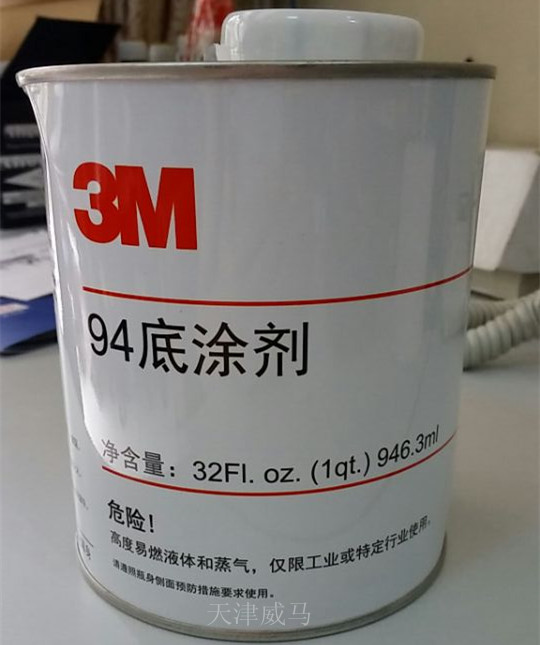 3M
94底涂剂
净含量：32Fl. oz. (1qt.) 946.3ml
危险!
高度易燃液体和蒸气，仅限工业或特定行业使用。
请遵照瓶身侧面预防措施要求使用。
天津威马